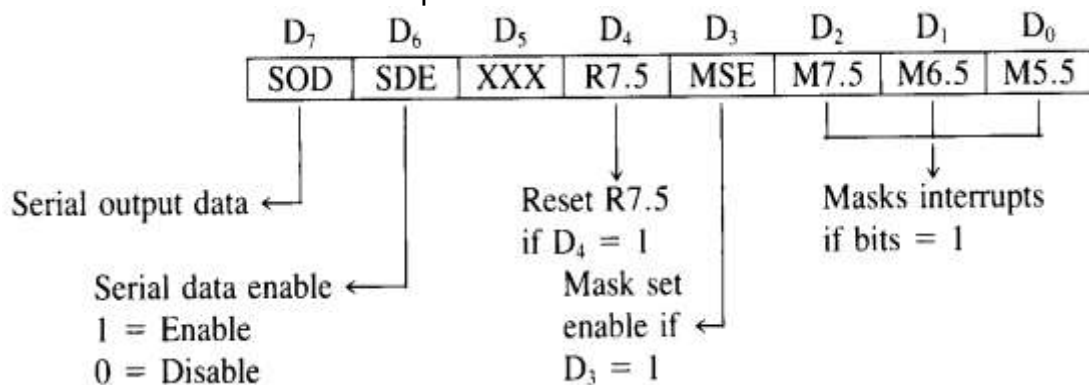 D₇ D₆ D₅ D₄ D₃ D₂ D₁ D₀
SOD SDE XXX R7.5 MSE M7.5 M6.5 M5.5
Serial output data
Reset R7.5
if D₄ = 1
Masks interrupts
if bits = 1
Serial data enable
1 = Enable
0 = Disable
Mask set
enable if
D₃ = 1